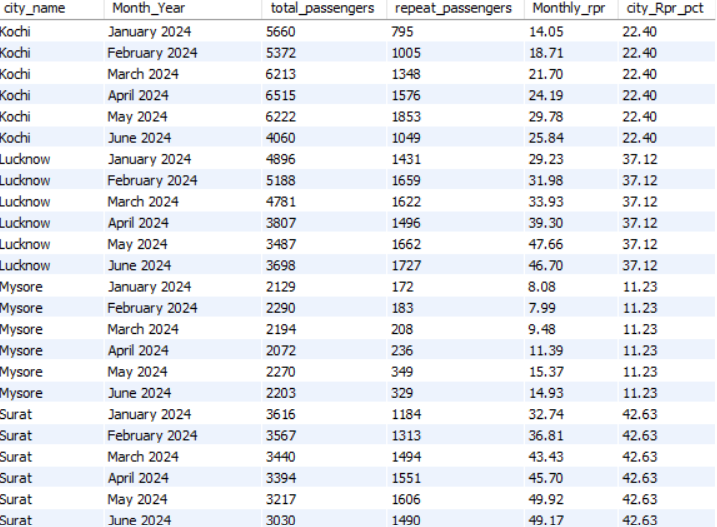 city_name Month_Year total_passengers repeat_passengers Monthly_rpr city_Rpr_pct
Kochi January 2024 5660 795 14.05 22.40
Kochi February 2024 5372 1005 18.71 22.40
Kochi March 2024 6213 1348 21.70 22.40
Kochi April 2024 6515 1576 24.19 22.40
Kochi May 2024 6222 1853 29.78 22.40
Kochi June 2024 4060 1049 25.84 22.40
Lucknow January 2024 4896 1431 29.23 37.12
Lucknow February 2024 5188 1659 31.98 37.12
Lucknow March 2024 4781 1622 33.93 37.12
Lucknow April 2024 3807 1496 39.30 37.12
Lucknow May 2024 3487 1662 47.66 37.12
Lucknow June 2024 3698 1727 46.70 37.12
Mysore January 2024 2129 172 8.08 11.23
Mysore February 2024 2290 183 7.99 11.23
Mysore March 2024 2194 208 9.48 11.23
Mysore April 2024 2072 236 11.39 11.23
Mysore May 2024 2270 349 15.37 11.23
Mysore June 2024 2203 329 14.93 11.23
Surat January 2024 3616 1184 32.74 42.63
Surat February 2024 3567 1313 36.81 42.63
Surat March 2024 3440 1494 43.43 42.63
Surat April 2024 3394 1551 45.70 42.63
Surat May 2024 3217 1606 49.92 42.63
Surat June 2024 3030 1490 49.17 42.63